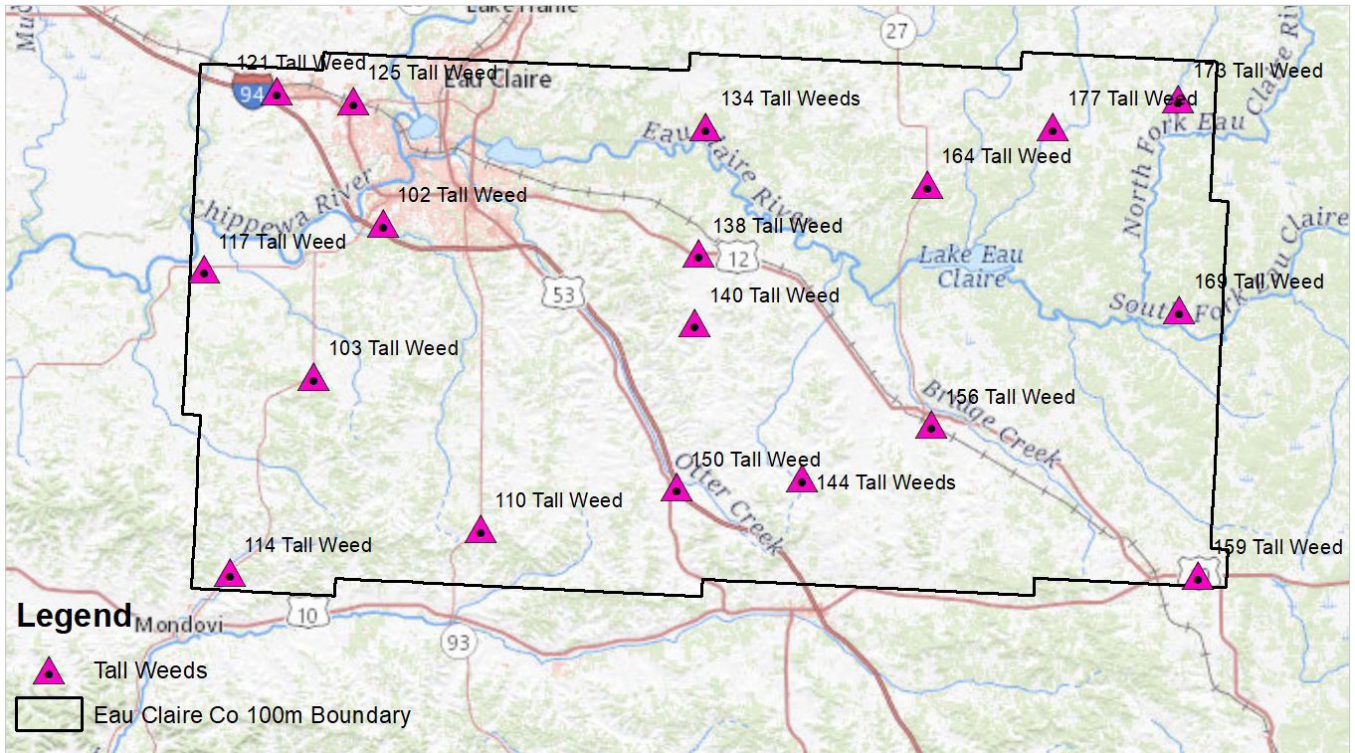 Lake Hallie
27
121 Tall Weed
125 Tall Weed
Eau Claire
173 Tall Weed
94
134 Tall Weeds
177 Tall Weed
Eau Claire River
North Fork Eau Claire River
164 Tall Weed
Chippewa River
102 Tall Weed
117 Tall Weed
138 Tall Weed
12
Lake Eau
Claire
53
140 Tall Weed
169 Tall Weed
South Fork Eau Claire
103 Tall Weed
156 Tall Weed
Bridge Creek
150 Tall Weed
144 Tall Weeds
Otter Creek
110 Tall Weed
114 Tall Weed
159 Tall Weed
Legend
Mondovi
10
93
Tall Weeds
Eau Claire Co 100m Boundary